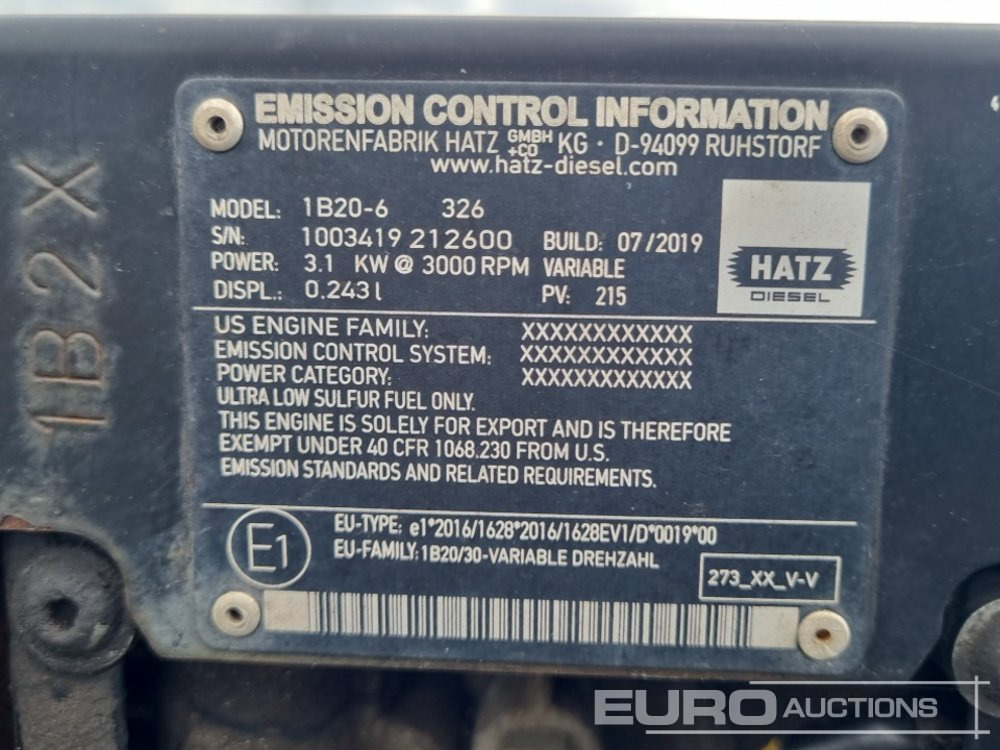 EMISSION CONTROL INFORMATION
MOTORENFABRIK HATZ GMBH +CO KG · D-94099 RUHSTORF
www.hatz-diesel.com
MODEL: 1B20-6 326
S/N: 1003419 212600 BUILD: 07/2019
POWER: 3.1 KW @ 3000 RPM VARIABLE
DISPL.: 0.243 l PV: 215
HATZ
DIESEL
US ENGINE FAMILY: XXXXXXXXXXXX
EMISSION CONTROL SYSTEM: XXXXXXXXXXXX
POWER CATEGORY: XXXXXXXXXXXX
ULTRA LOW SULFUR FUEL ONLY.
THIS ENGINE IS SOLELY FOR EXPORT AND IS THEREFORE
EXEMPT UNDER 40 CFR 1068.230 FROM U.S.
EMISSION STANDARDS AND RELATED REQUIREMENTS.
E1
EU-TYPE: e1*2016/1628*2016/1628EV1/D*0019*00
EU-FAMILY: 1B20/30-VARIABLE DREHZAHL
273_XX_V-V
1B2X
EURO AUCTIONS